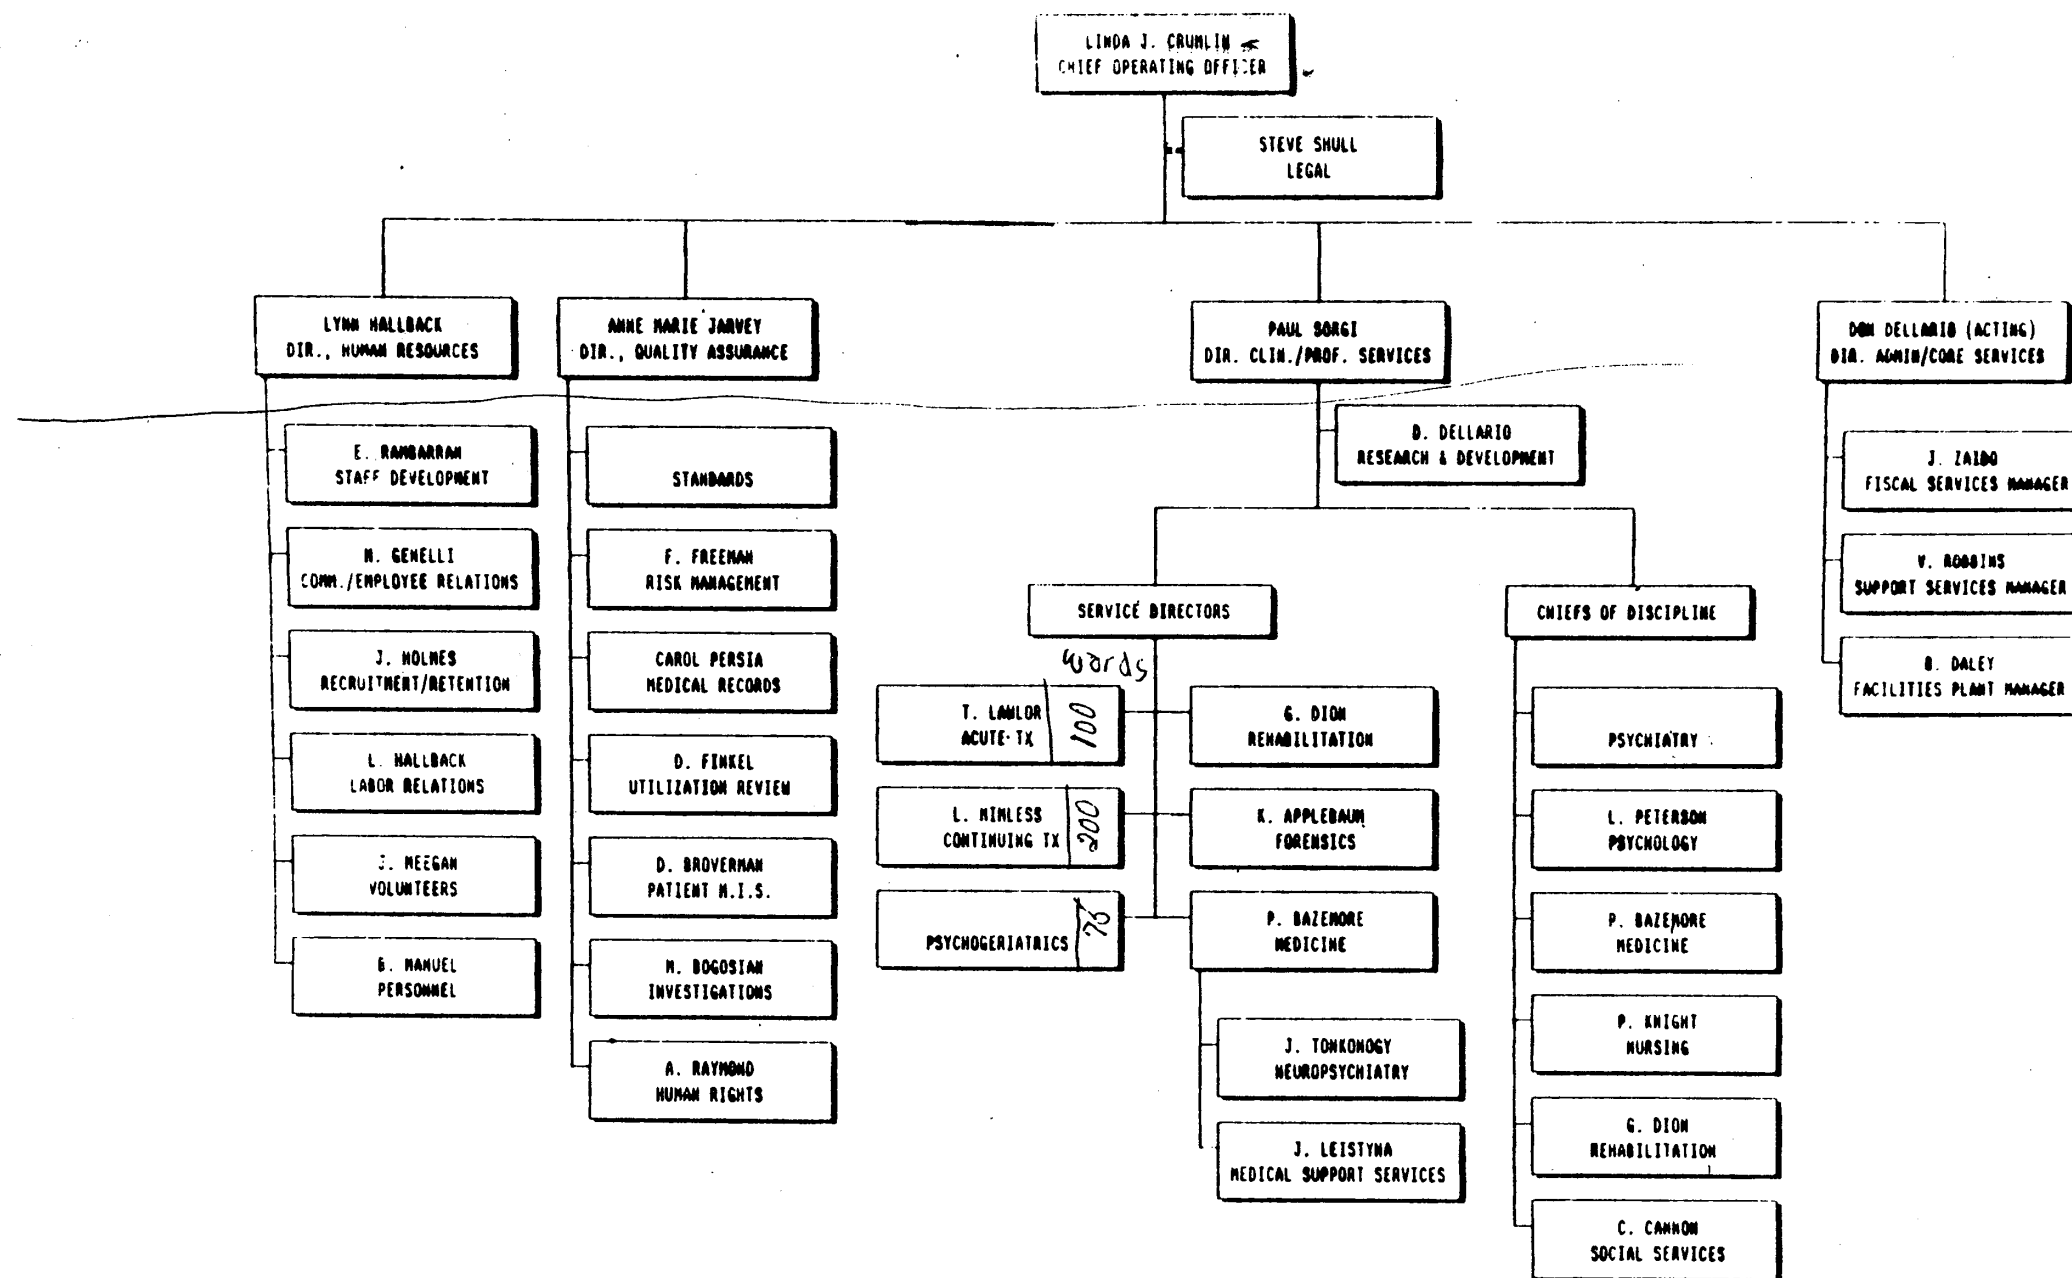 LINDA J. CRUMLIN
CHIEF OPERATING OFFICER
STEVE SHULL
LEGAL
LYNN HALLBACK
DIR., HUMAN RESOURCES
ANNE MARIE JARVEY
DIR., QUALITY ASSURANCE
PAUL SORGI
DIR. CLIN./PROF. SERVICES
DON DELLARIO (ACTING)
DIR. ADMIN/CORE SERVICES
E. RAMBARRAN
STAFF DEVELOPMENT
N. GENELLI
COMM./EMPLOYEE RELATIONS
J. HOLMES
RECRUITMENT/RETENTION
L. HALLBACK
LABOR RELATIONS
J. MEEGAN
VOLUNTEERS
MANUEL
PERSONNEL
STANDARDS
F. FREEMAN
RISK MANAGEMENT
CAROL PERSIA
MEDICAL RECORDS
D. FINKEL
UTILIZATION REVIEW
D. BROVERMAN
PATIENT M.I.S.
M. BOGOSIAN
INVESTIGATIONS
A. RAYMOND
HUMAN RIGHTS
D. DELLARIO
RESEARCH & DEVELOPMENT
SERVICE DIRECTORS
wards
T. LAWLOR
ACUTE TX
100
L. MIMLESS
CONTINUING TX
200
PSYCHOGERIATRICS
75
G. DION
REHABILITATION
K. APPLEBAUM
FORENSICS
P. BAZEMORE
MEDICINE
J. TONKONOGY
NEUROPSYCHIATRY
J. LEISTYNA
MEDICAL SUPPORT SERVICES
CHIEFS OF DISCIPLINE
PSYCHIATRY
L. PETERSON
PSYCHOLOGY
P. BAZEMORE
MEDICINE
P. KNIGHT
NURSING
G. DION
REHABILITATION
C. CANNON
SOCIAL SERVICES
J. ZAIDO
FISCAL SERVICES MANAGER
V. ROBBINS
SUPPORT SERVICES MANAGER
DALEY
FACILITIES PLANT MANAGER